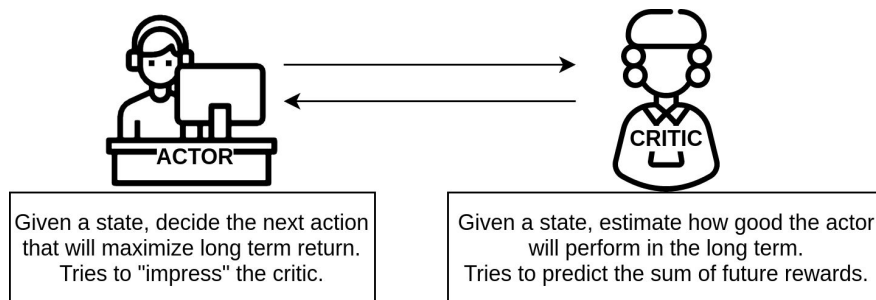 ACTOR
CRITIC
Given a state, decide the next action
that will maximize long term return.
Tries to "impress" the critic.
Given a state, estimate how good the actor
will perform in the long term.
Tries to predict the sum of future rewards.